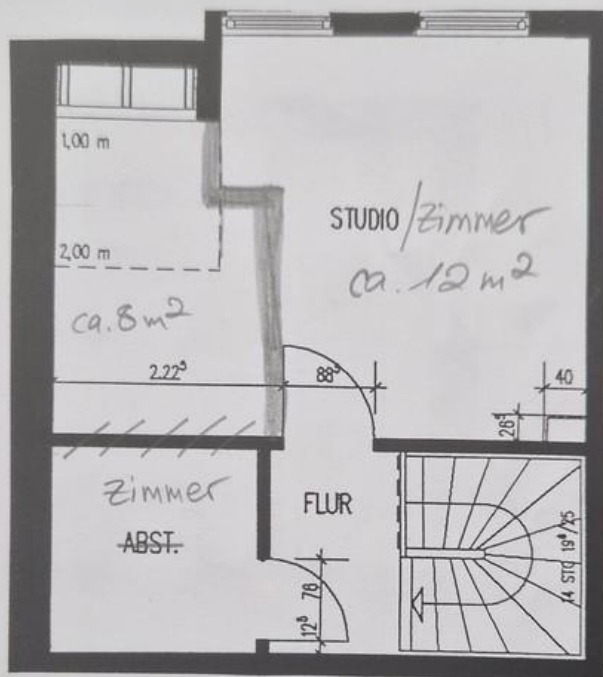 1,00 m
STUDIO/Zimmer
2,00 m
ca. 12 m²
ca. 8 m²
2.22⁵
88⁵
40
26⁵
Zimmer
FLUR
ABST.
78
12⁵
14 STG 19⁸/25